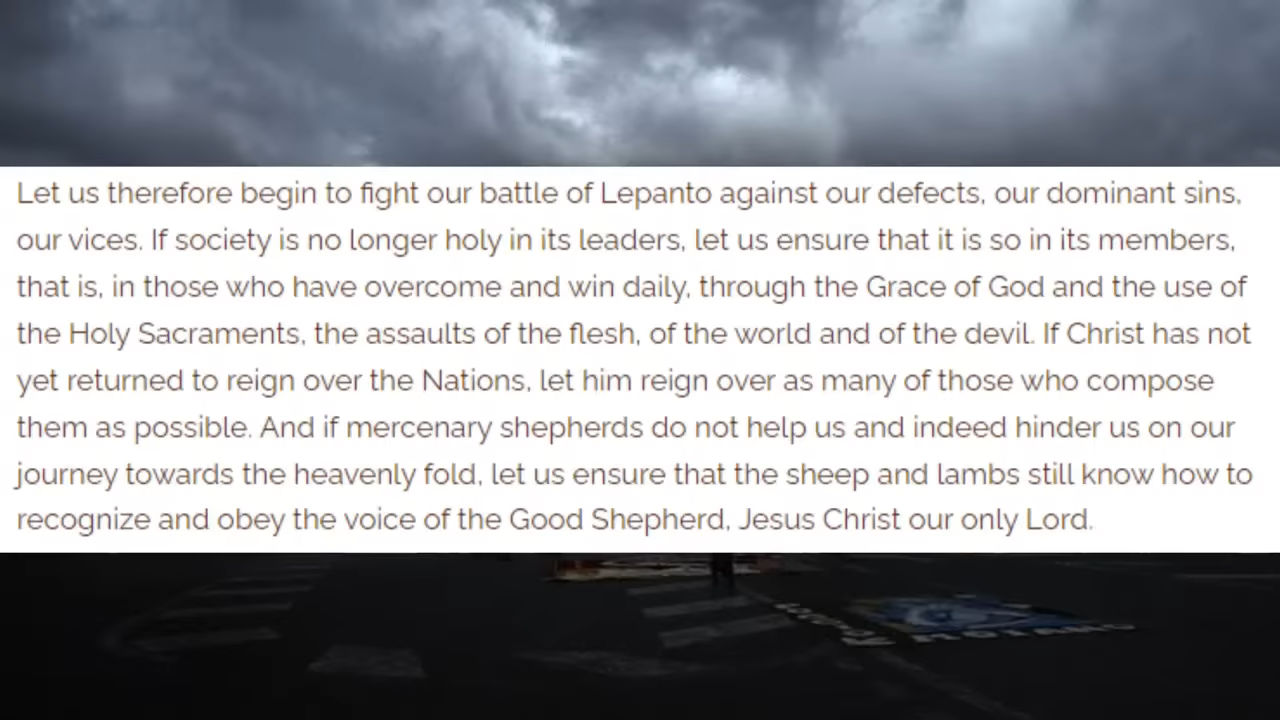 Let us therefore begin to fight our battle of Lepanto against our defects, our dominant sins,
our vices. If society is no longer holy in its leaders, let us ensure that it is so in its members,
that is, in those who have overcome and win daily, through the Grace of God and the use of
the Holy Sacraments, the assaults of the flesh, of the world and of the devil. If Christ has not
yet returned to reign over the Nations, let him reign over as many of those who compose
them as possible. And if mercenary shepherds do not help us and indeed hinder us on our
journey towards the heavenly fold, let us ensure that the sheep and lambs still know how to
recognize and obey the voice of the Good Shepherd, Jesus Christ our only Lord.